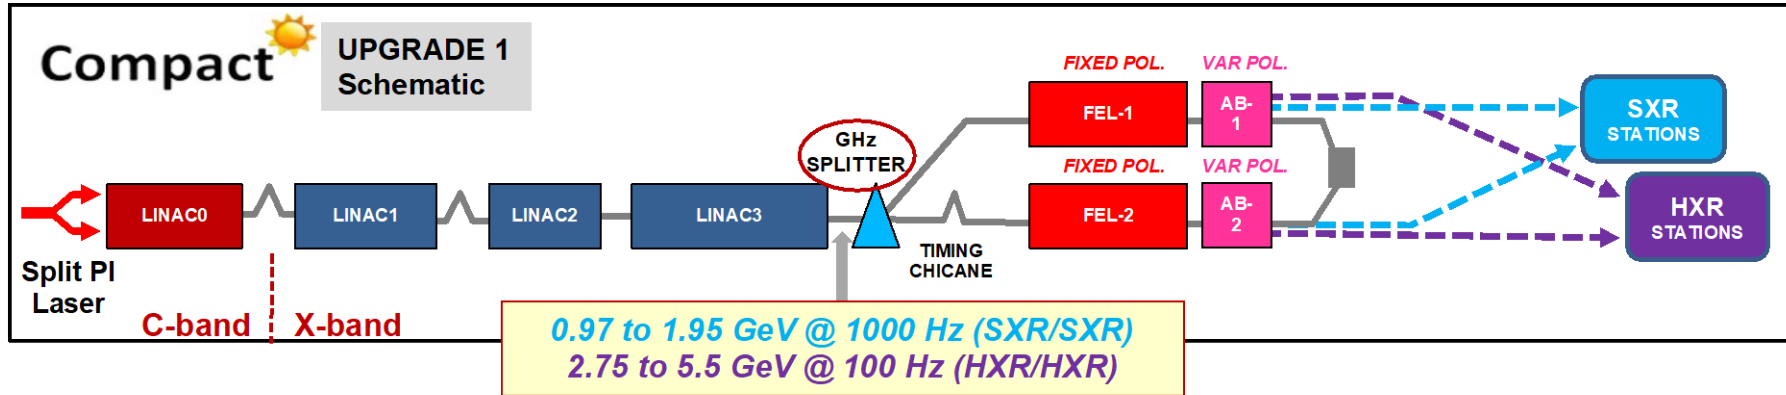 Compact
UPGRADE 1
Schematic
FIXED POL.
VAR POL.
FEL-1
AB-
1
SXR
STATIONS
GHz
SPLITTER
FIXED POL.
VAR POL.
LINAC0
LINAC1
LINAC2
LINAC3
FEL-2
AB-
2
HXR
STATIONS
TIMING
CHICANE
Split PI
Laser
C-band
X-band
0.97 to 1.95 GeV @ 1000 Hz (SXR/SXR)
2.75 to 5.5 GeV @ 100 Hz (HXR/HXR)